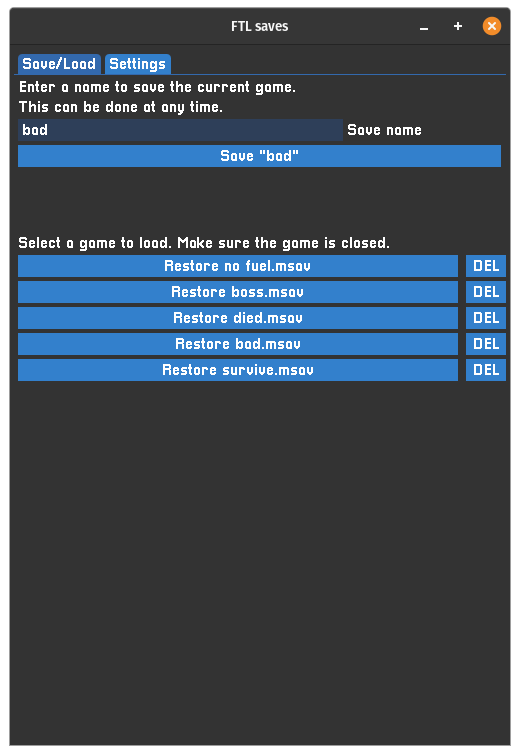 FTL saves
Save/Load Settings
Enter a name to save the current game.
This can be done at any time.
bad Save name
Save "bad"
Select a game to load. Make sure the game is closed.
Restore no fuel.msav DEL
Restore boss.msav DEL
Restore died.msav DEL
Restore bad.msav DEL
Restore survive.msav DEL